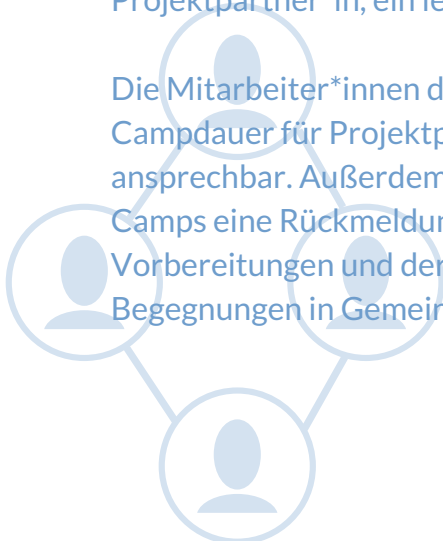 Projektpartner*in, ein le
Die Mitarbeiter*innen d
Campdauer für Projektp
ansprechbar. Außerdem
Camps eine Rückmeldun
Vorbereitungen und der
Begegnungen in Gemein